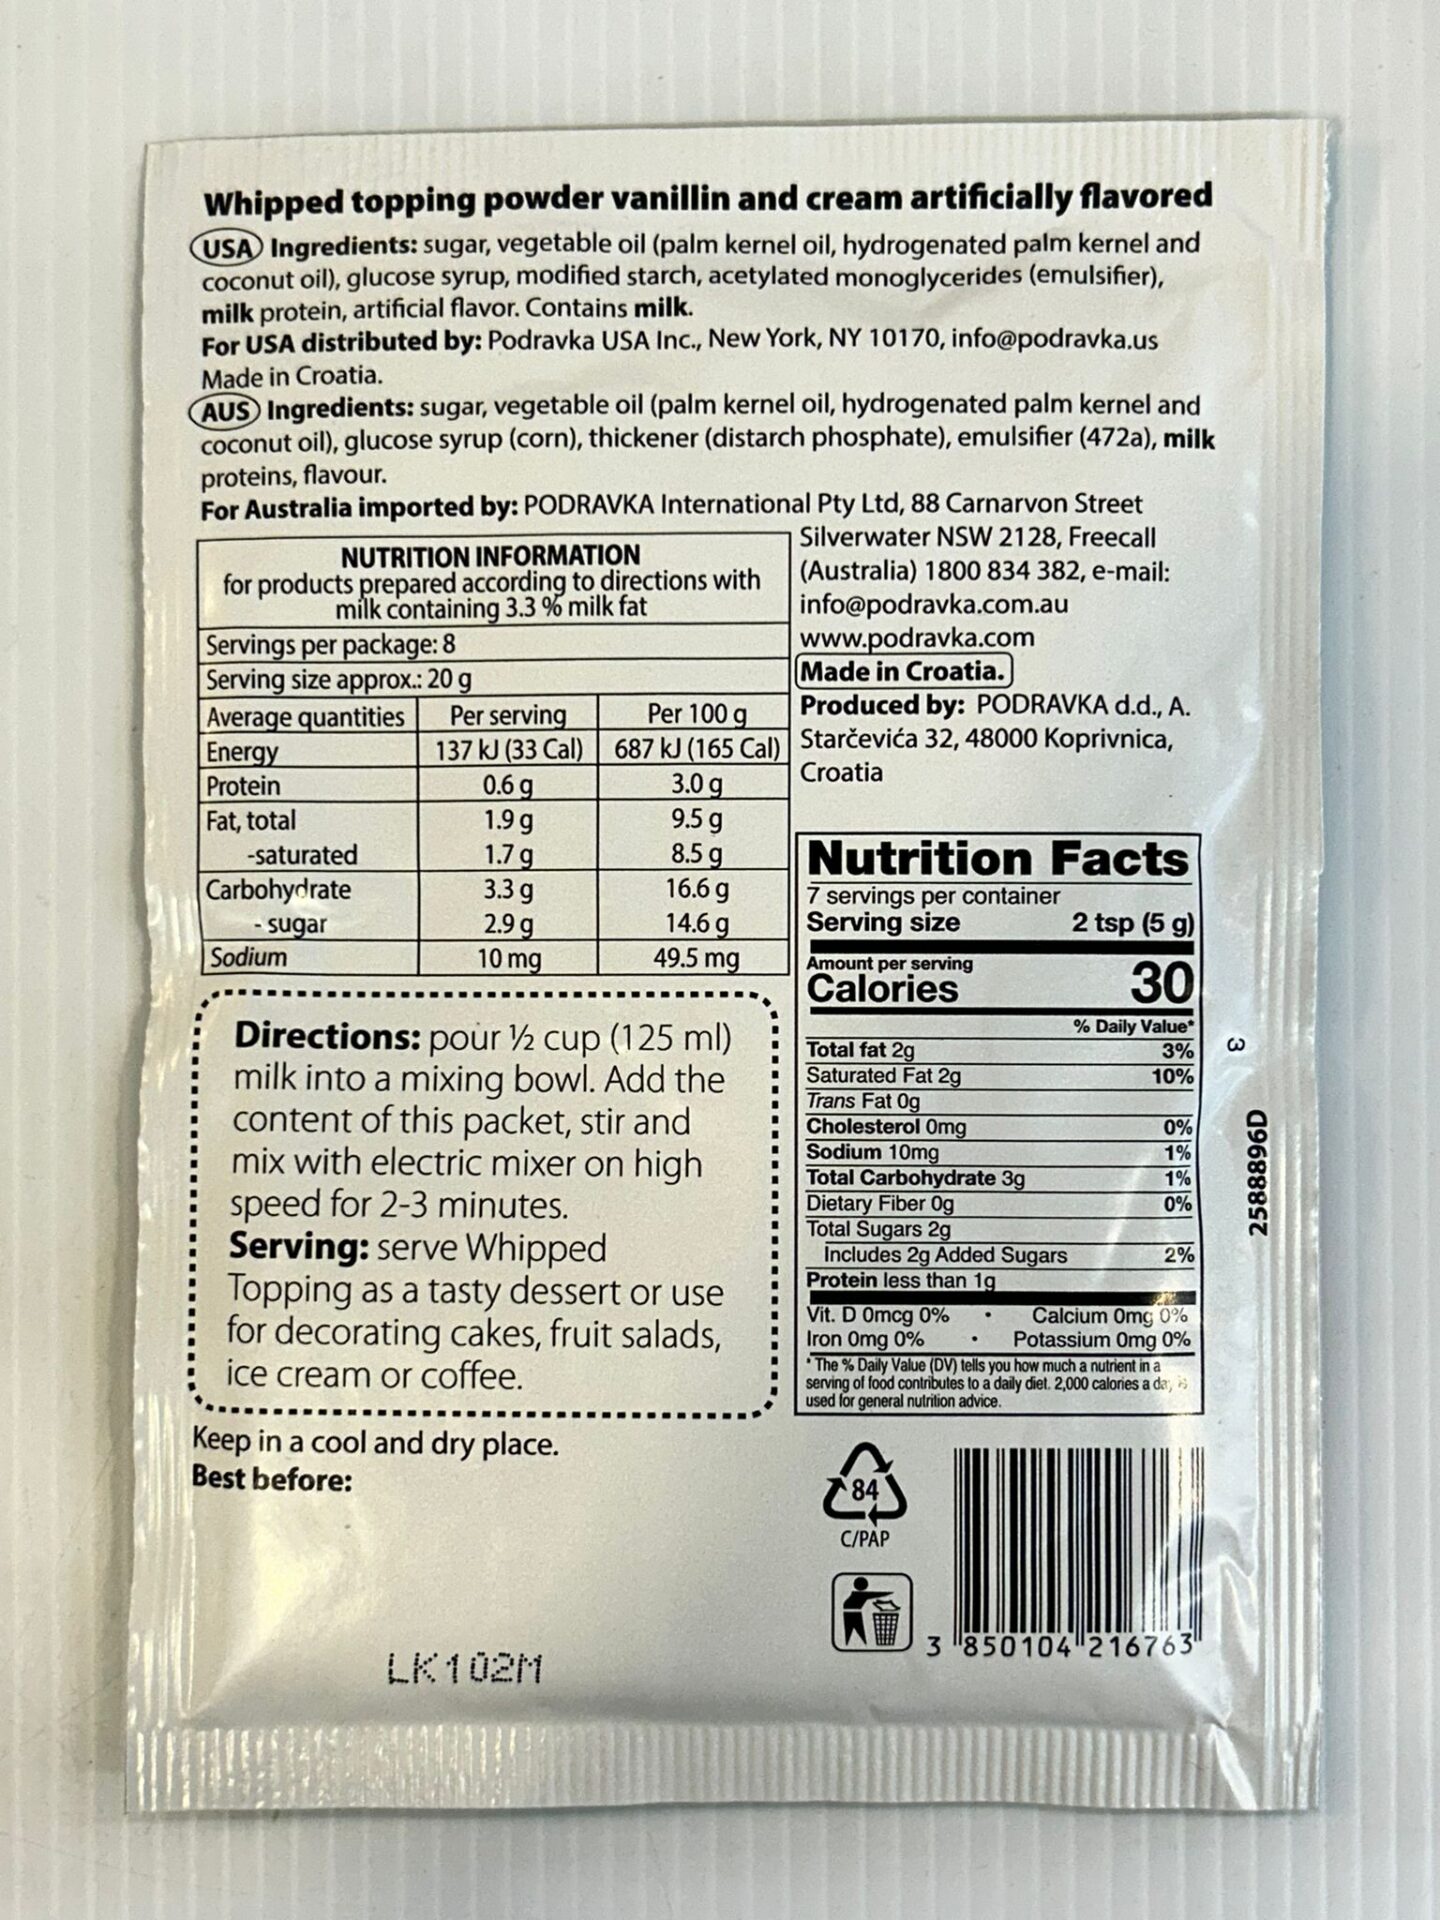 Whipped topping powder vanillin and cream artificially flavored
USA Ingredients: sugar, vegetable oil (palm kernel oil, hydrogenated palm kernel and
coconut oil), glucose syrup, modified starch, acetylated monoglycerides (emulsifier),
milk protein, artificial flavor. Contains milk.
For USA distributed by: Podravka USA Inc., New York, NY 10170, info@podravka.us
Made in Croatia.
AUS Ingredients: sugar, vegetable oil (palm kernel oil, hydrogenated palm kernel and
coconut oil), glucose syrup (corn), thickener (distarch phosphate), emulsifier (472a), milk
proteins, flavour.
For Australia imported by: PODRAVKA International Pty Ltd, 88 Carnarvon Street
Silverwater NSW 2128, Freecall
(Australia) 1800 834 382, e-mail:
info@podravka.com.au
www.podravka.com
Made in Croatia.
Produced by: PODRAVKA d.d., A.
Starčevića 32, 48000 Koprivnica,
Croatia
NUTRITION INFORMATION
for products prepared according to directions with
milk containing 3.3 % milk fat
Servings per package: 8
Serving size approx.: 20 g
Average quantities Per serving Per 100 g
Energy 137 kJ (33 Cal) 687 kJ (165 Cal)
Protein 0.6 g 3.0 g
Fat, total 1.9 g 9.5 g
-saturated 1.7 g 8.5 g
Carbohydrate 3.3 g 16.6 g
- sugar 2.9 g 14.6 g
Sodium 10 mg 49.5 mg
Directions: pour ½ cup (125 ml)
milk into a mixing bowl. Add the
content of this packet, stir and
mix with electric mixer on high
speed for 2-3 minutes.
Serving: serve Whipped
Topping as a tasty dessert or use
for decorating cakes, fruit salads,
ice cream or coffee.
Keep in a cool and dry place.
Best before:
LK102M
Nutrition Facts
7 servings per container
Serving size 2 tsp (5 g)
Amount per serving
Calories 30
% Daily Value*
Total fat 2g 3%
Saturated Fat 2g 10%
Trans Fat 0g
Cholesterol 0mg 0%
Sodium 10mg 1%
Total Carbohydrate 3g 1%
Dietary Fiber 0g 0%
Total Sugars 2g
Includes 2g Added Sugars 2%
Protein less than 1g
Vit. D 0mcg 0% • Calcium 0mg 0%
Iron 0mg 0% • Potassium 0mg 0%
* The % Daily Value (DV) tells you how much a nutrient in a
serving of food contributes to a daily diet. 2,000 calories a day is
used for general nutrition advice.
3
2588896D
84
C/PAP
3 850104 216763